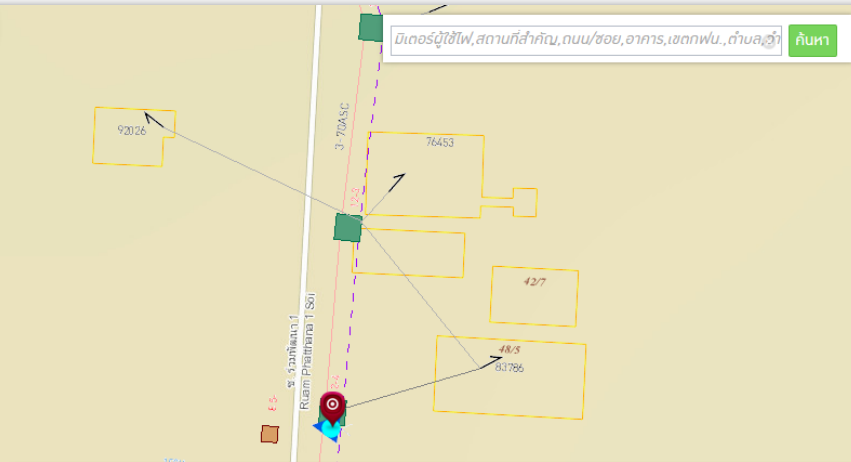 มิเตอร์ผู้ใช้ไฟ,สถานที่สำคัญ,ถนน/ซอย,อาคาร,เขตกฟน.,ตำบล,
ค้นหา
92026
3-70ASC
76453
12-3
42/7
48/5
83786
ซ. ร่วมพัฒนา 1
Ruam Phatthana 1 Soi